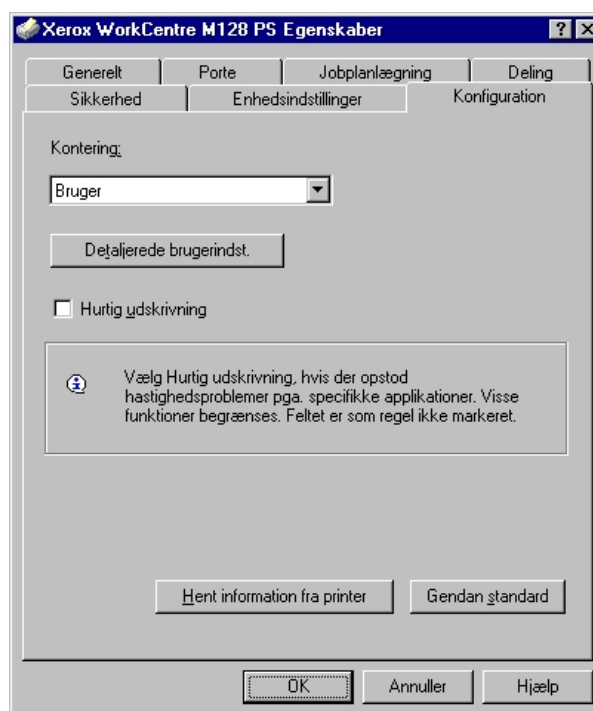 Xerox WorkCentre M128 PS Egenskaber
Generelt
Porte
Jobplanlægning
Deling
Sikkerhed
Enhedsindstillinger
Konfiguration
Kontering:
Bruger
Detaljerede brugerindst.
Hurtig udskrivning
Vælg Hurtig udskrivning, hvis der opstod
hastighedsproblemer pga. specifikke applikationer. Visse
funktioner begrænses. Feltet er som regel ikke markeret.
Hent information fra printer
Gendan standard
OK
Annuller
Hjælp